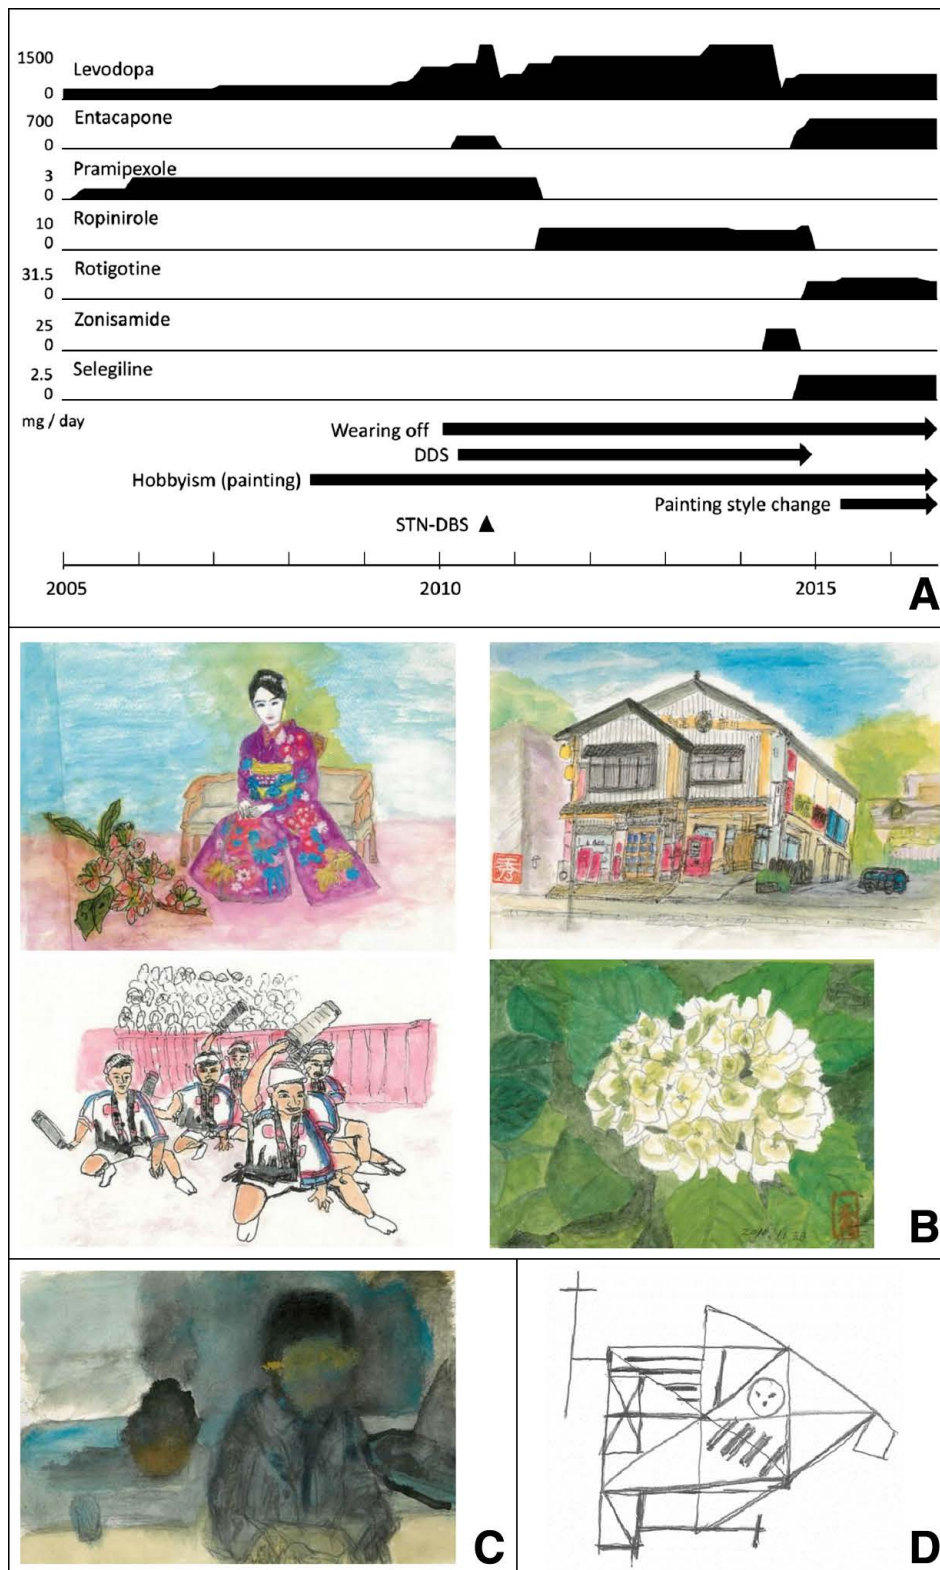 1500
Levodopa
0
Entacapone
700
0
Pramipexole
3
0
Ropinirole
10
0
Rotigotine
31.5
0
Zonisamide
25
0
Selegiline
2.5
0
mg / day
Wearing off
DDS
Hobbyism (painting)
Painting style change
STN-DBS
2005 2010 2015
A
秀
B
C
D